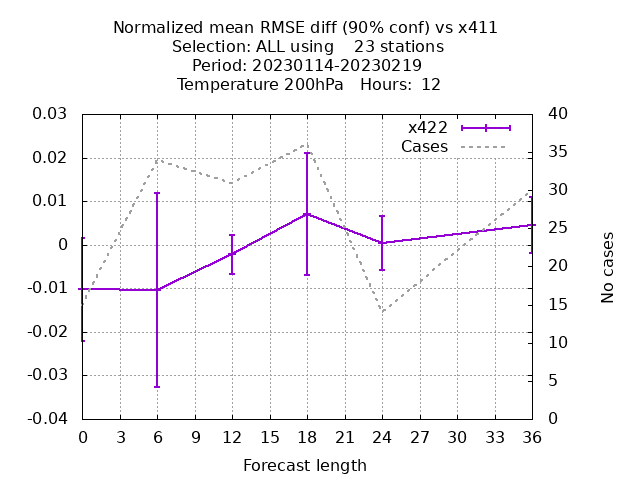 Normalized mean RMSE diff (90% conf) vs x411
Selection: ALL using    23 stations
Period: 20230114-20230219
Temperature 200hPa   Hours:  12
x422
Cases
0.03
0.02
0.01
0
-0.01
-0.02
-0.03
-0.04
40
35
30
25
20
15
10
5
0
No cases
0 3 6 9 12 15 18 21 24 27 30 33 36
Forecast length